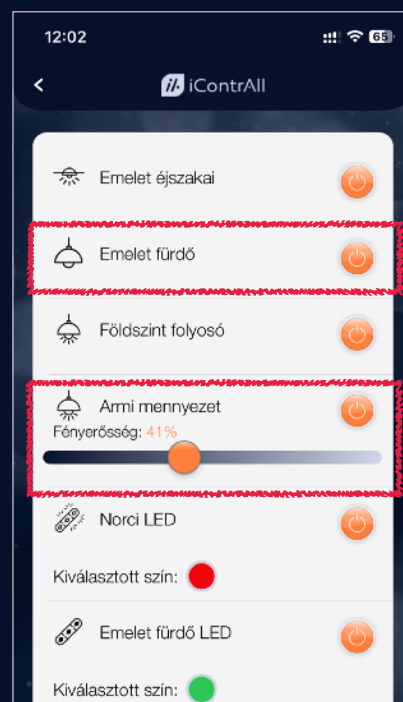 12:02
65
iContrAll
Emelet éjszakai
Emelet fürdő
Földszint folyosó
Armi mennyezet
Fényerősség: 41%
Norci LED
Kiválasztott szín:
Emelet fürdő LED
Kiválasztott szín: